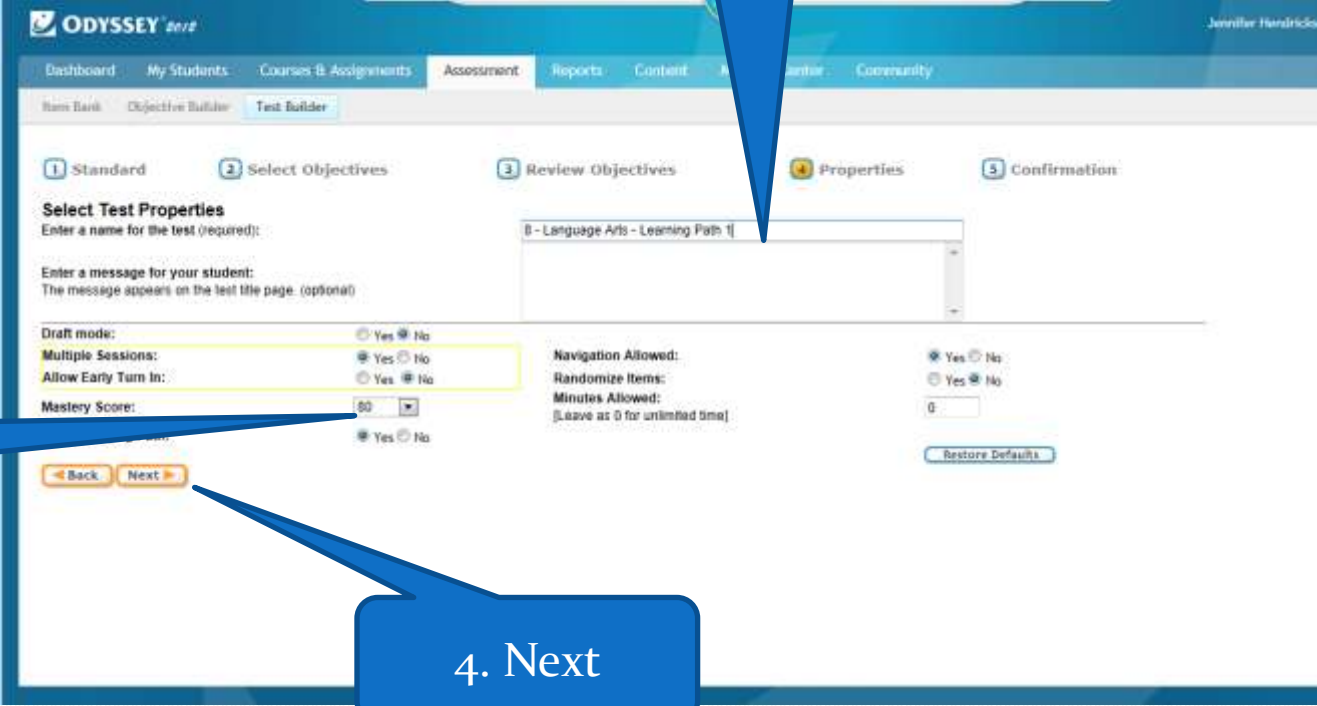 ODYSSEY 2012
Jennifer Hendricks
Dashboard My Students Courses & Assignments Assessment Reports Content Community
Item Bank Objective Builder Test Builder
1 Standard 2 Select Objectives 3 Review Objectives 4 Properties 5 Confirmation
Select Test Properties
Enter a name for the test (required): 8 - Language Arts - Learning Path 1
Enter a message for your student:
The message appears on the test title page. (optional)
Draft mode: Yes No
Multiple Sessions: Yes No Navigation Allowed: Yes No
Allow Early Turn In: Yes No Randomize Items: Yes No
Mastery Score: 80 Minutes Allowed: 0
[Leave as 0 for unlimited time]
Yes No
Restore Defaults
Back Next
4. Next